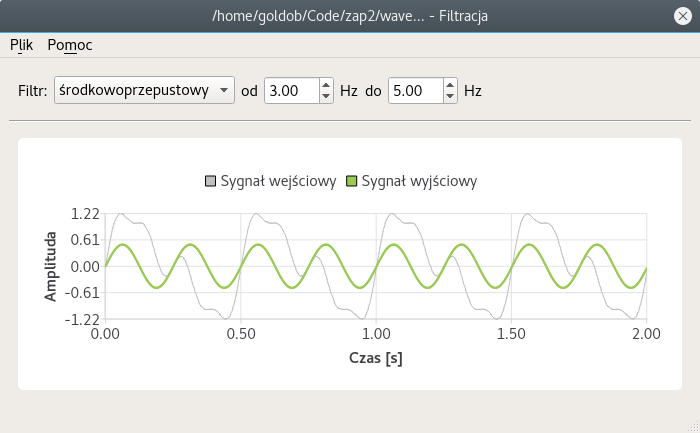 /home/goldob/Code/zap2/wave... - Filtracja
Plik Pomoc
Filtr: środkowoprzepustowy od 3.00 Hz do 5.00 Hz
Sygnał wejściowy Sygnał wyjściowy
1.22
0.61
0.00
-0.61
-1.22
Amplituda
0.00 0.50 1.00 1.50 2.00
Czas [s]